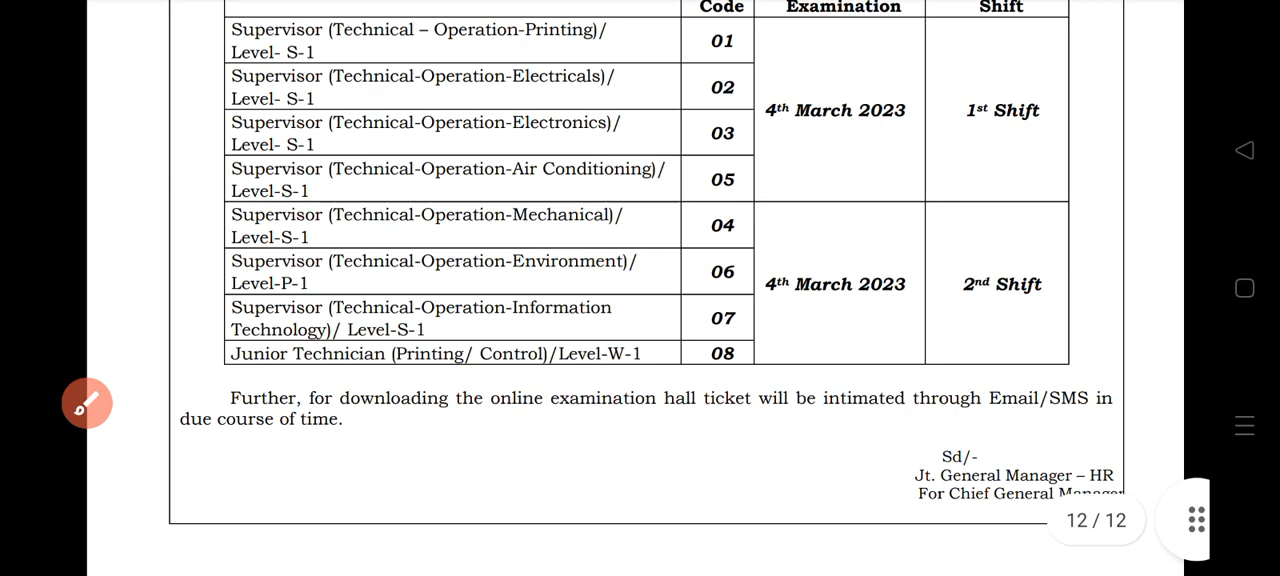 Code Examination Shift
Supervisor (Technical – Operation-Printing)/
Level- S-1
01
Supervisor (Technical-Operation-Electricals)/
Level- S-1
02
Supervisor (Technical-Operation-Electronics)/
Level- S-1
03
Supervisor (Technical-Operation-Air Conditioning)/
Level-S-1
05
4th March 2023
1st Shift
Supervisor (Technical-Operation-Mechanical)/
Level-S-1
04
Supervisor (Technical-Operation-Environment)/
Level-P-1
06
Supervisor (Technical-Operation-Information
Technology)/ Level-S-1
07
Junior Technician (Printing/ Control)/Level-W-1
08
4th March 2023
2nd Shift
Further, for downloading the online examination hall ticket will be intimated through Email/SMS in
due course of time.
Sd/-
Jt. General Manager – HR
For Chief General Manager
12 / 12